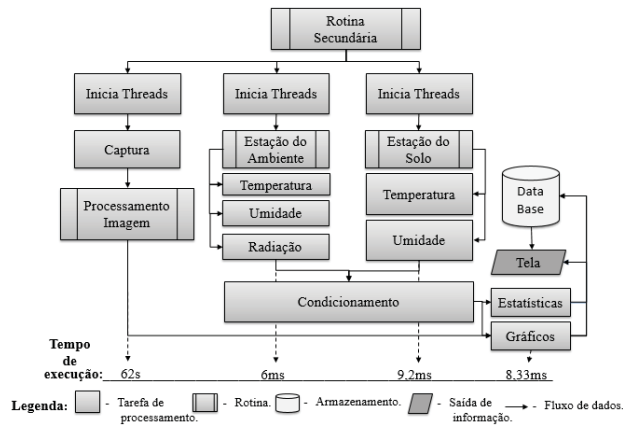 Rotina
Secundária
Inicia Threads
Inicia Threads
Inicia Threads
Captura
Estação do
Ambiente
Estação do
Solo
Processamento
Imagem
Temperatura
Umidade
Radiação
Temperatura
Umidade
Data
Base
Tela
Condicionamento
Estatísticas
Gráficos
Tempo
de
execução:
62s
6ms
9,2ms
8,33ms
Legenda:
- Tarefa de
processamento.
- Rotina.
- Armazenamento.
- Saída de
informação.
- Fluxo de dados.